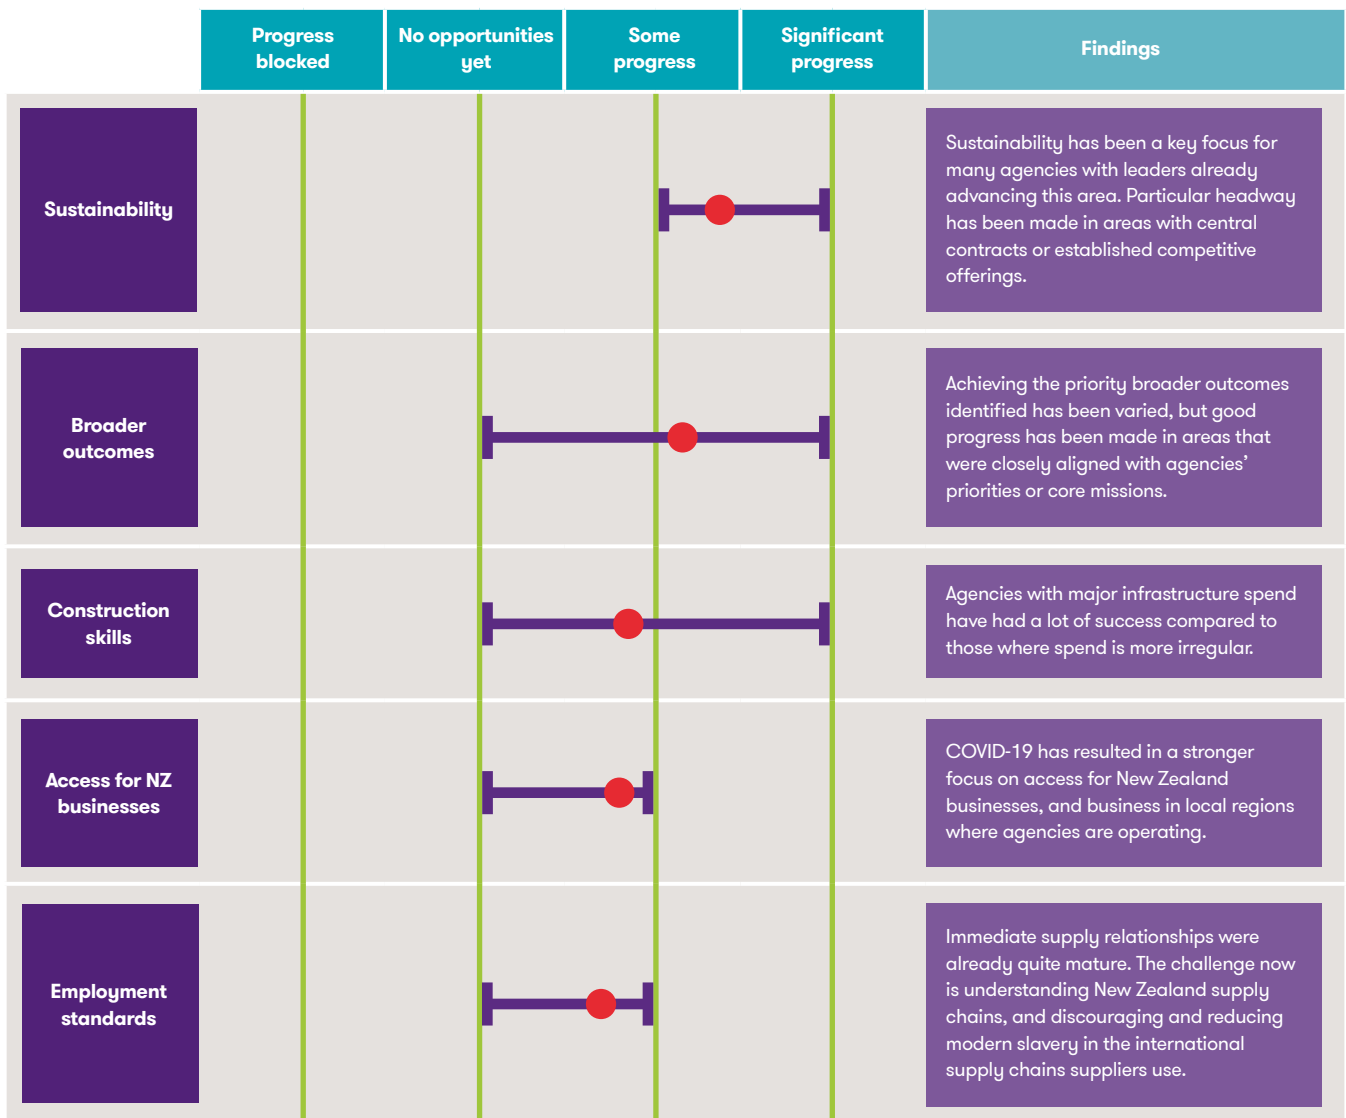 Progress
blocked
No opportunities
yet
Some
progress
Significant
progress
Findings
Sustainability
Sustainability has been a key focus for
many agencies with leaders already
advancing this area. Particular headway
has been made in areas with central
contracts or established competitive
offerings.
Broader
outcomes
Achieving the priority broader outcomes
identified has been varied, but good
progress has been made in areas that
were closely aligned with agencies’
priorities or core missions.
Construction
skills
Agencies with major infrastructure spend
have had a lot of success compared to
those where spend is more irregular.
Access for NZ
businesses
COVID-19 has resulted in a stronger
focus on access for New Zealand
businesses, and business in local regions
where agencies are operating.
Employment
standards
Immediate supply relationships were
already quite mature. The challenge now
is understanding New Zealand supply
chains, and discouraging and reducing
modern slavery in the international
supply chains suppliers use.